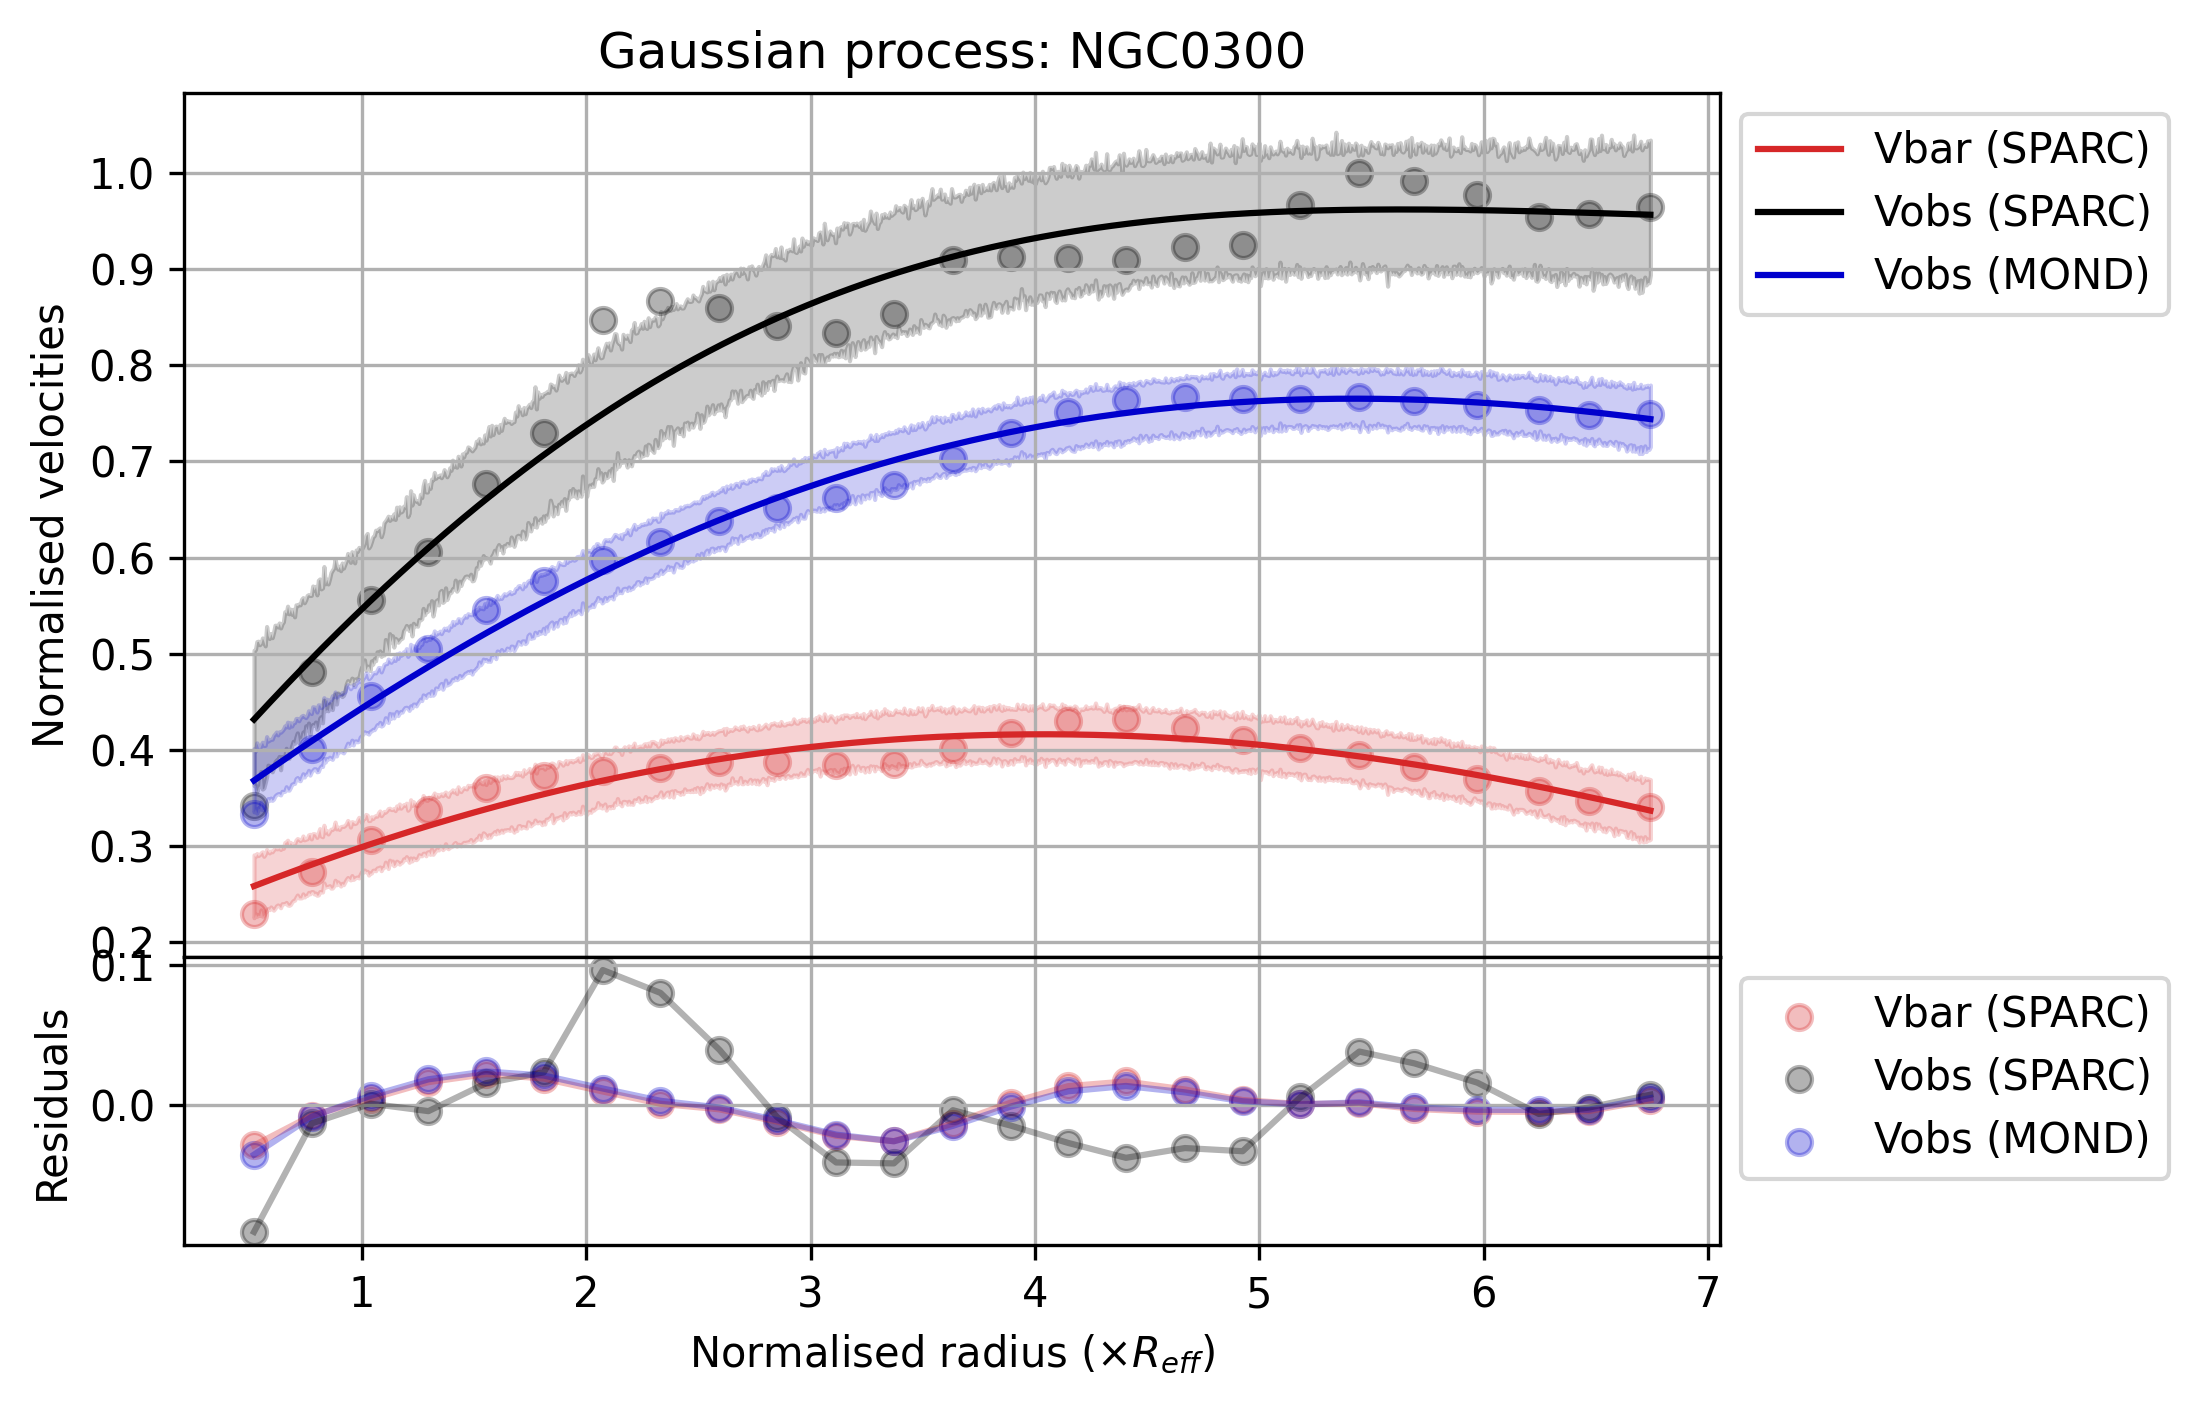 Gaussian process: NGC0300
Normalised velocities
1.0
0.9
0.8
0.7
0.6
0.5
0.4
0.3
0.2
Vbar (SPARC)
Vobs (SPARC)
Vobs (MOND)
Residuals
0.1
0.0
Vbar (SPARC)
Vobs (SPARC)
Vobs (MOND)
1 2 3 4 5 6 7
Normalised radius (×R_eff)